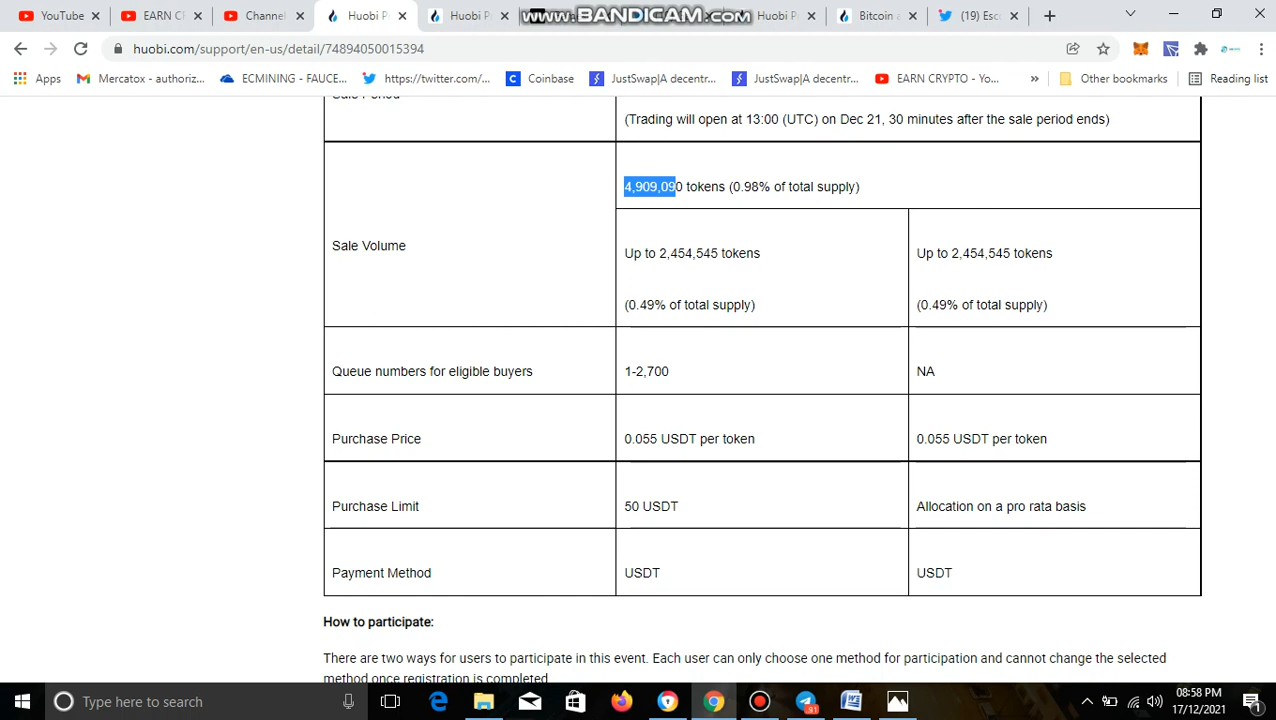 YouTube
EARN C
Channel
Huobi P
Huobi P
www.BANDICAM.com
Huobi P
Bitcoin a
(19) Esc
huobi.com/support/en-us/detail/74894050015394
Apps
Mercatox - authoriz...
ECMINING - FAUCE...
https://twitter.com/...
Coinbase
JustSwap|A decentr...
JustSwap|A decentr...
EARN CRYPTO - Yo...
»
Other bookmarks
Reading list
(Trading will open at 13:00 (UTC) on Dec 21, 30 minutes after the sale period ends)
Sale Volume
4,909,090 tokens (0.98% of total supply)
Up to 2,454,545 tokens
(0.49% of total supply)
Up to 2,454,545 tokens
(0.49% of total supply)
Queue numbers for eligible buyers
1-2,700
NA
Purchase Price
0.055 USDT per token
0.055 USDT per token
Purchase Limit
50 USDT
Allocation on a pro rata basis
Payment Method
USDT
USDT
How to participate:
There are two ways for users to participate in this event. Each user can only choose one method for participation and cannot change the selected
method once registration is completed
Type here to search
91
08:58 PM
17/12/2021
1